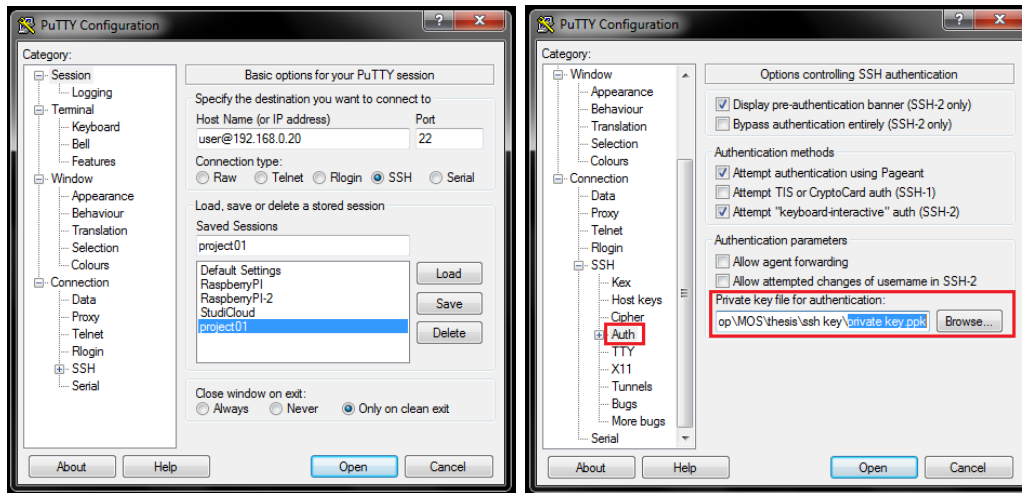 PuTTY Configuration
Category:
Session
Logging
Terminal
Keyboard
Bell
Features
Window
Appearance
Behaviour
Translation
Selection
Colours
Connection
Data
Proxy
Telnet
Rlogin
SSH
Serial
Basic options for your PuTTY session
Specify the destination you want to connect to
Host Name (or IP address) Port
user@192.168.0.20 22
Connection type:
Raw Telnet Rlogin SSH Serial
Load, save or delete a stored session
Saved Sessions
project01
Default Settings
RaspberryPI
RaspberryPI-2
StudiCloud
project01
Load
Save
Delete
Close window on exit:
Always Never Only on clean exit
About Help Open Cancel
PuTTY Configuration
Category:
Window
Appearance
Behaviour
Translation
Selection
Colours
Connection
Data
Proxy
Telnet
Rlogin
SSH
Kex
Host keys
Cipher
Auth
TTY
X11
Tunnels
Bugs
More bugs
Serial
Options controlling SSH authentication
Display pre-authentication banner (SSH-2 only)
Bypass authentication entirely (SSH-2 only)
Authentication methods
Attempt authentication using Pageant
Attempt TIS or CryptoCard auth (SSH-1)
Attempt "keyboard-interactive" auth (SSH-2)
Authentication parameters
Allow agent forwarding
Allow attempted changes of username in SSH-2
Private key file for authentication:
op\MOS\thesis\ssh key\private key.ppk Browse...
About Help Open Cancel